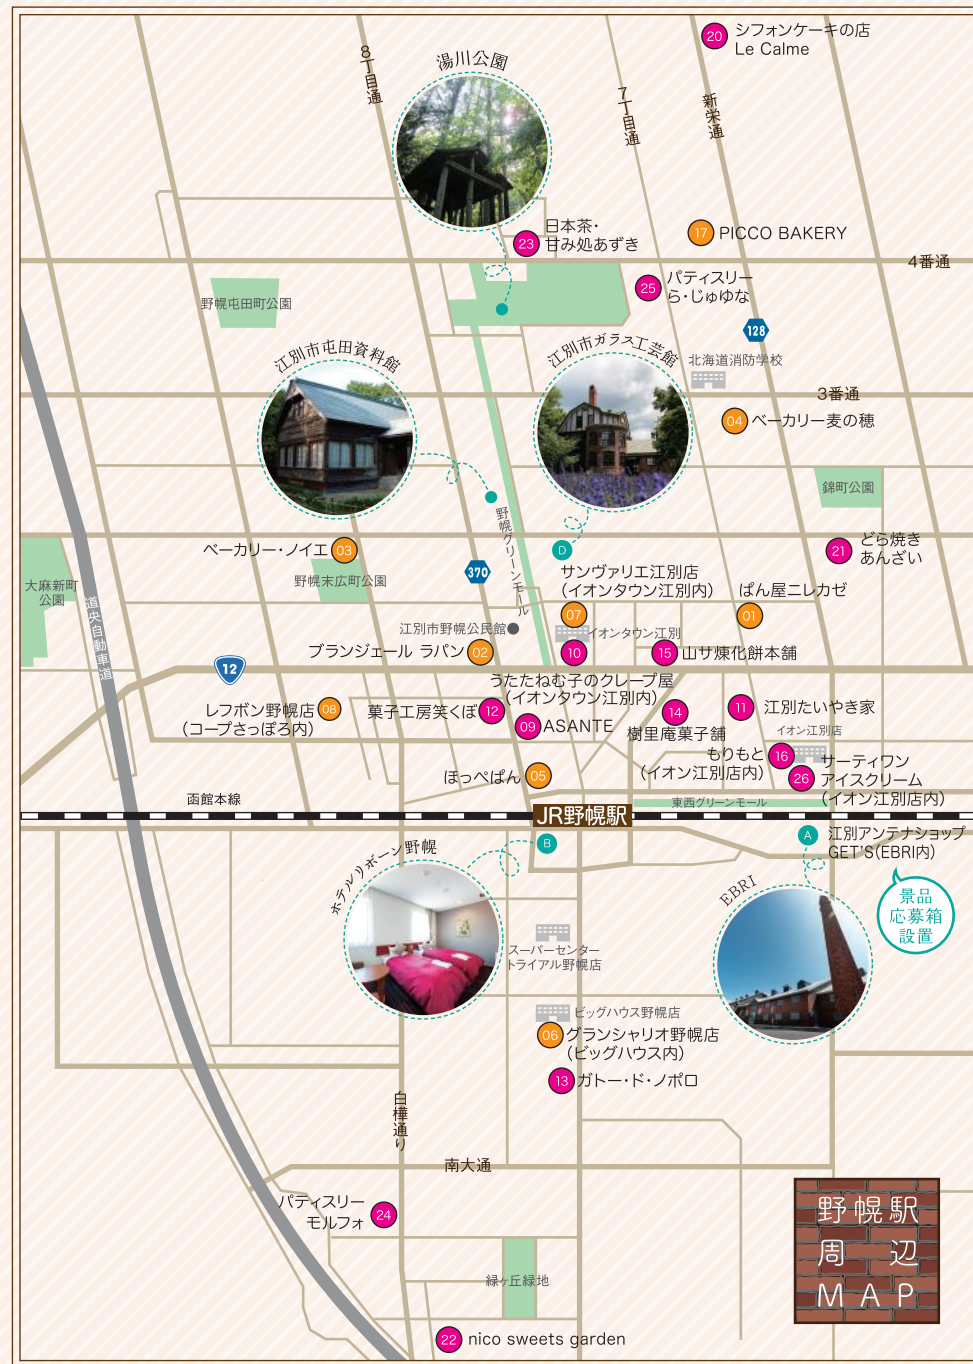 20
シフォンケーキの店
Le Calme
8丁目通
湯川公園
7丁目通
新栄通
23
日本茶・
甘み処あずき
17
PICCO BAKERY
4番通
25
パティスリー
ら・じゅゆな
野幌屯田町公園
128
江別市屯田資料館
江別市ガラス工芸館
北海道消防学校
3番通
04
ベーカリー麦の穂
錦町公園
野幌グリーンモール
ベーカリー・ノイエ
03
D
21
どら焼き
あんざい
大麻新町
公園
野幌末広町公園
370
サンヴァリエ江別店
(イオンタウン江別内)
07
ぱん屋ニレカゼ
01
道央自動車道
江別市野幌公民館
イオンタウン江別
ブランジェール ラパン
02
10
15
山サ煉化餅本舗
12
うたたねむ子のクレープ屋
(イオンタウン江別内)
レフボン野幌店
(コープさっぽろ内)
08
菓子工房笑くぼ
12
09
ASANTE
14
樹里庵菓子舗
11
江別たいやき家
イオン江別店
もりもと
(イオン江別店内)
16
26
サーティワン
アイスクリーム
(イオン江別店内)
ほっぺぱん
05
函館本線
東西グリーンモール
JR野幌駅
B
A
江別アンテナショップ
GET'S(EBRI内)
ホテルリボーン野幌
EBRI
景品
応募箱
設置
スーパーセンター
トライアル野幌店
ビッグハウス野幌店
06
グランシャリオ野幌店
(ビッグハウス内)
13
ガトー・ド・ノポロ
白樺通り
南大通
パティスリー
モルフォ
24
緑ヶ丘緑地
22
nico sweets garden
野幌駅
周辺
MAP